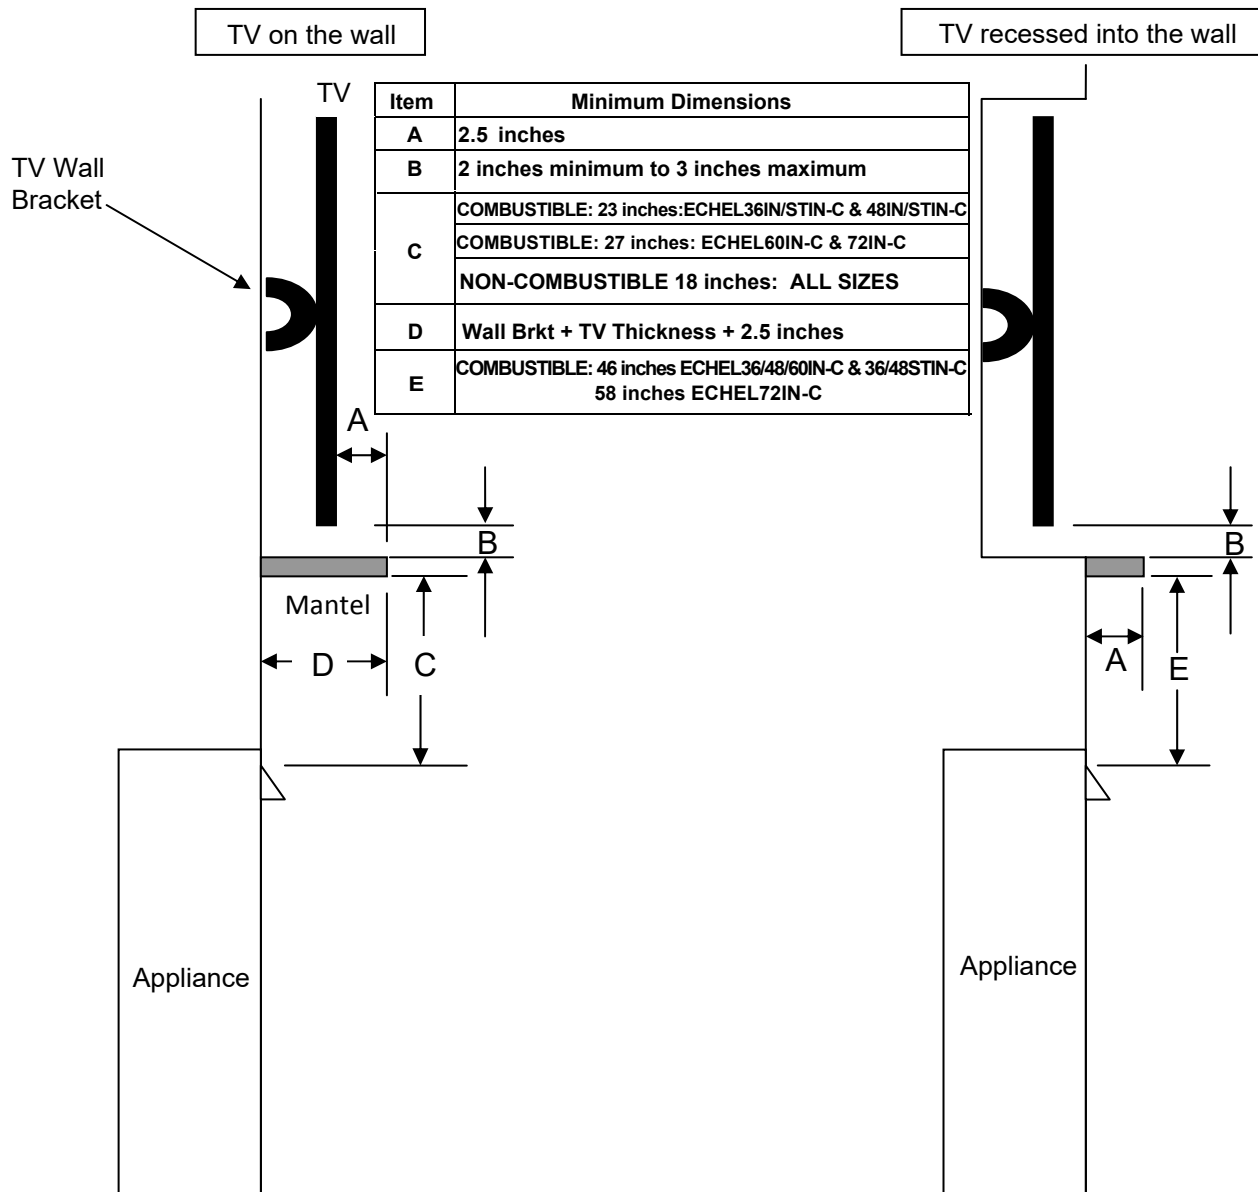 TV on the wall
TV recessed into the wall
TV
TV Wall
Bracket
Item Minimum Dimensions
A 2.5 inches
B 2 inches minimum to 3 inches maximum
C
COMBUSTIBLE: 23 inches:ECHEL36IN/STIN-C & 48IN/STIN-C
COMBUSTIBLE: 27 inches: ECHEL60IN-C & 72IN-C
NON-COMBUSTIBLE 18 inches: ALL SIZES
D Wall Brkt + TV Thickness + 2.5 inches
E
COMBUSTIBLE: 46 inches ECHEL36/48/60IN-C & 36/48STIN-C
58 inches ECHEL72IN-C
A
B
Mantel
D
C
Appliance
B
A
E
Appliance